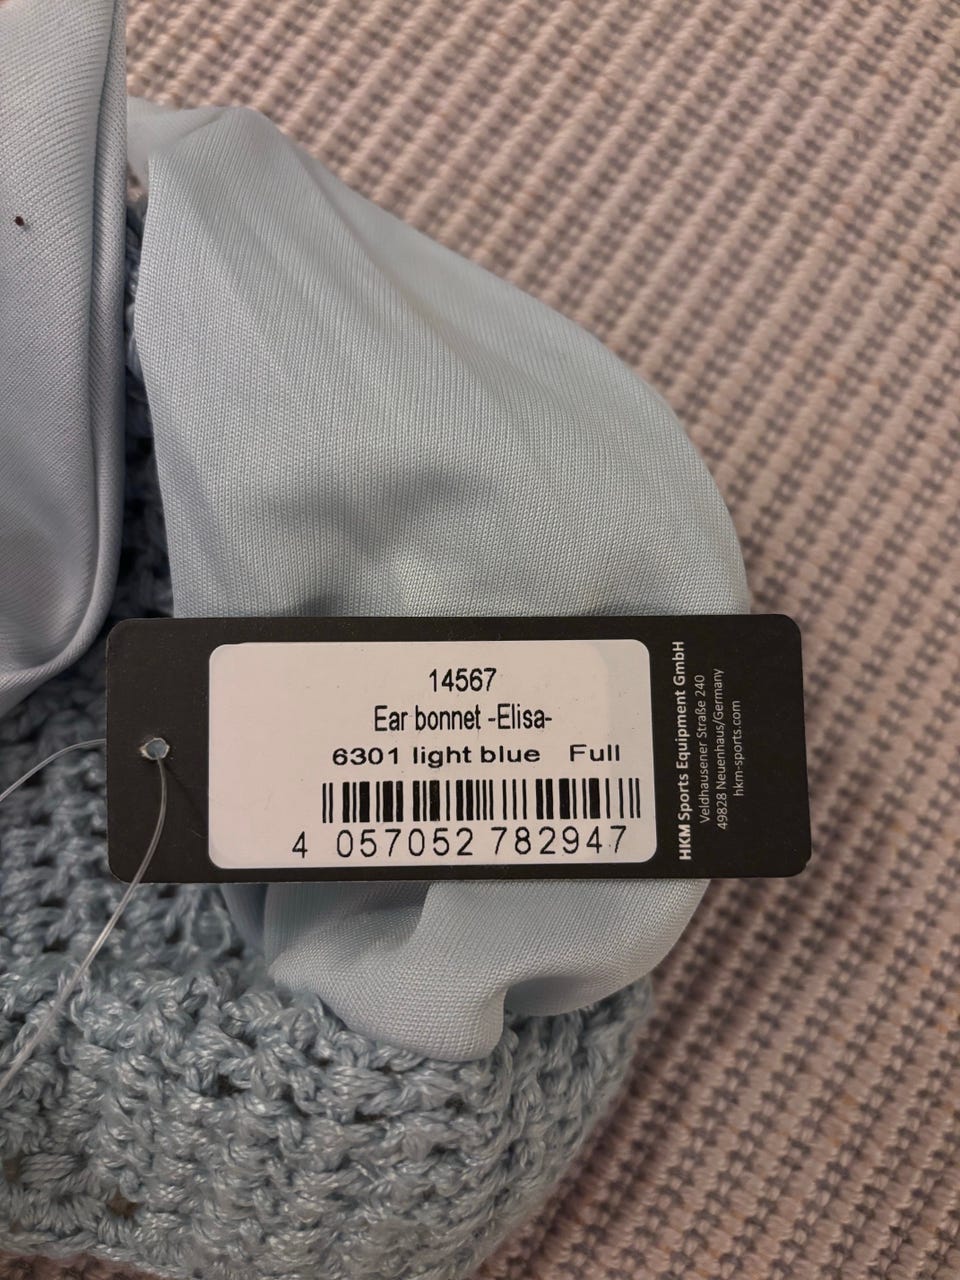 14567
Ear bonnet -Elisa-
6301 light blue Full
4 057052 782947
HKM Sports Equipment GmbH
Veldhausener Straße 240
49828 Neuenhaus/Germany
hkm-sports.com